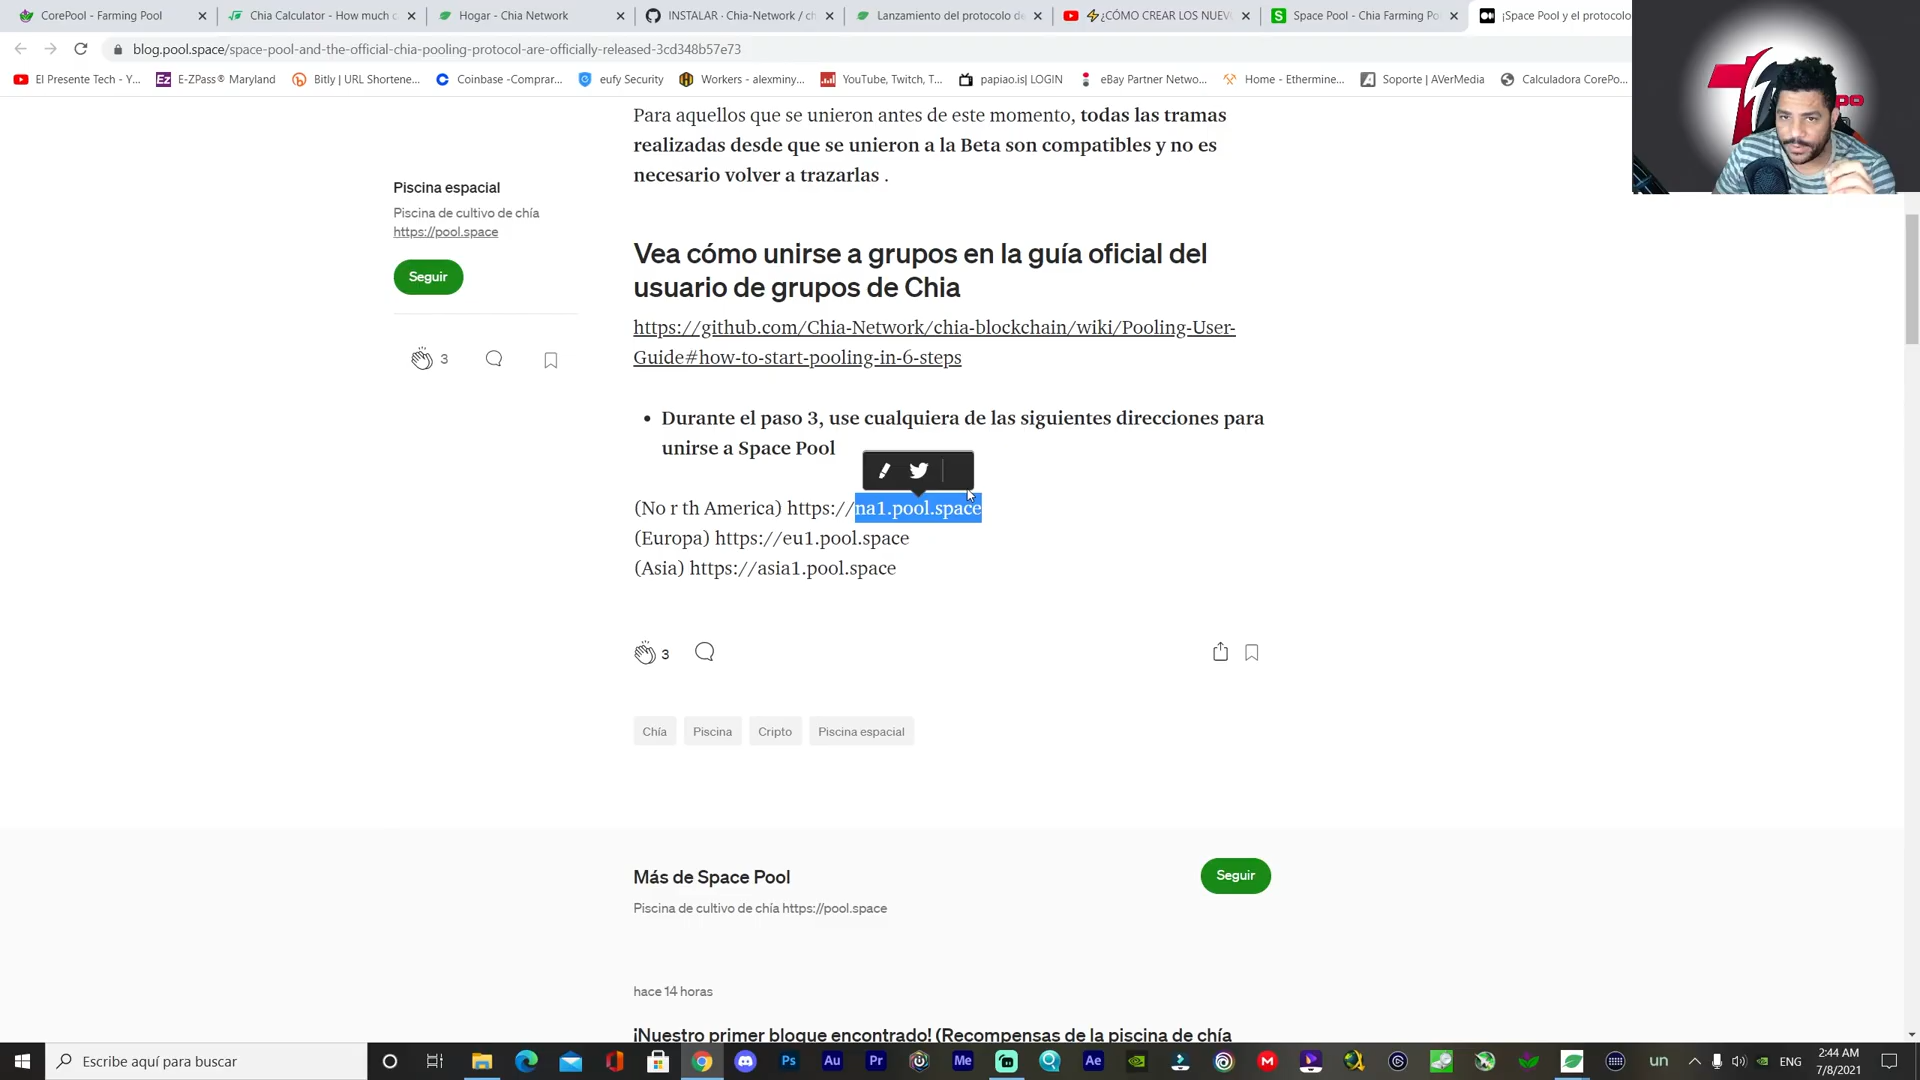 CorePool - Farming Pool
Chia Calculator - How much c
Hogar - Chia Network
INSTALAR · Chia-Network / ch
Lanzamiento del protocolo de
⚡¿CÓMO CREAR LOS NUEV
Space Pool - Chia Farming Po
¡Space Pool y el protocolo
blog.pool.space/space-pool-and-the-official-chia-pooling-protocol-are-officially-released-3cd348b57e73
El Presente Tech - Y...
E-ZPass® Maryland
Bitly | URL Shortene...
Coinbase -Comprar...
eufy Security
Workers - alexminy...
YouTube, Twitch, T...
papiao.is| LOGIN
eBay Partner Netwo...
Home - Ethermine...
Soporte | AVerMedia
Calculadora CorePo...
Para aquellos que se unieron antes de este momento, todas las tramas
realizadas desde que se unieron a la Beta son compatibles y no es
necesario volver a trazarlas .
Piscina espacial
Piscina de cultivo de chía
https://pool.space
Seguir
3
Vea cómo unirse a grupos en la guía oficial del
usuario de grupos de Chia
https://github.com/Chia-Network/chia-blockchain/wiki/Pooling-User-
Guide#how-to-start-pooling-in-6-steps
• Durante el paso 3, use cualquiera de las siguientes direcciones para
unirse a Space Pool
(No r th America) https://na1.pool.space
(Europa) https://eu1.pool.space
(Asia) https://asia1.pool.space
3
Chía
Piscina
Cripto
Piscina espacial
Más de Space Pool
Seguir
Piscina de cultivo de chía https://pool.space
hace 14 horas
¡Nuestro primer bloque encontrado! (Recompensas de la piscina de chía
Escribe aquí para buscar
Ps
Au
Pr
Me
Ae
un
ENG
2:44 AM
7/8/2021